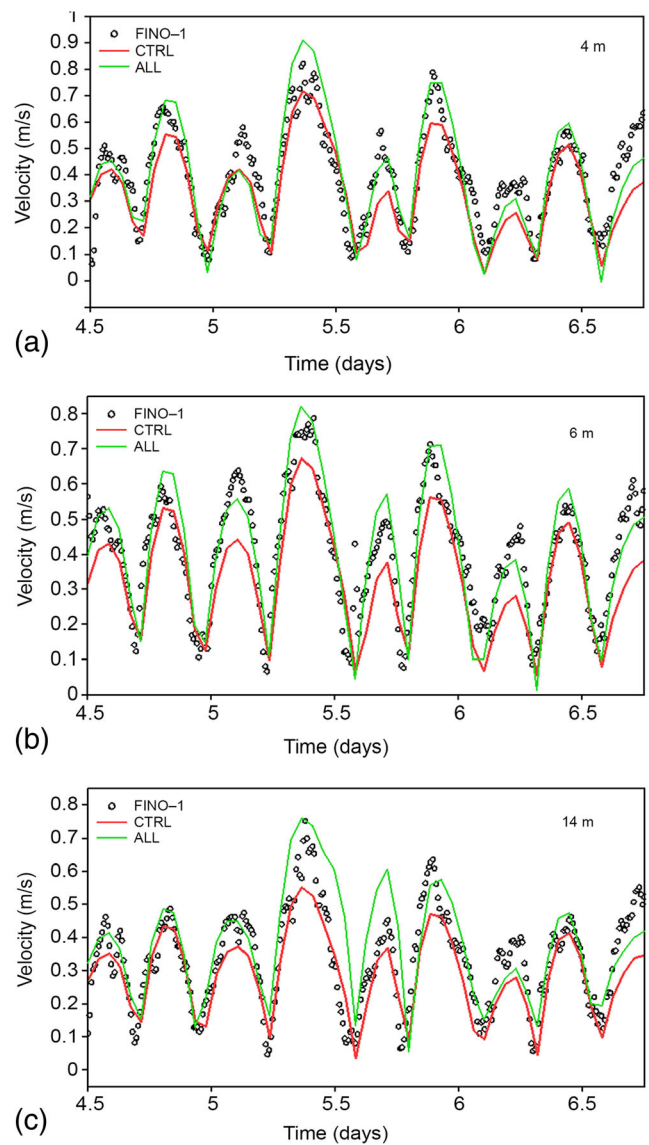 1
FINO–1
CTRL
ALL
4 m
0.9
0.8
0.7
0.6
0.5
0.4
0.3
0.2
0.1
0
Velocity (m/s)
4.5 5 5.5 6 6.5
(a)
Time (days)
0.8
FINO–1
CTRL
ALL
6 m
0.7
0.6
0.5
0.4
0.3
0.2
0.1
0
Velocity (m/s)
4.5 5 5.5 6 6.5
(b)
Time (days)
0.8
FINO–1
CTRL
ALL
14 m
0.7
0.6
0.5
0.4
0.3
0.2
0.1
0
Velocity (m/s)
4.5 5 5.5 6 6.5
(c)
Time (days)